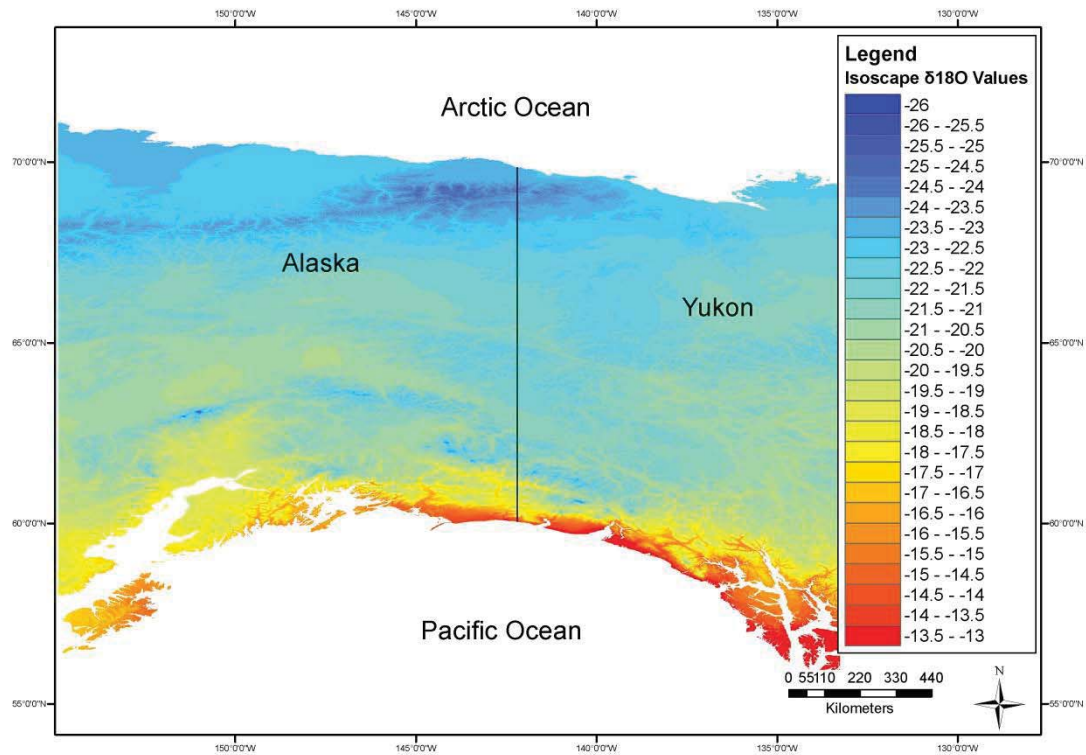 150°0'0"W 145°0'0"W 140°0'0"W 135°0'0"W 130°0'0"W
Legend
Isoscape δ18O Values
-26
-26 - -25.5
-25.5 - -25
-25 - -24.5
-24.5 - -24
-24 - -23.5
-23.5 - -23
-23 - -22.5
-22.5 - -22
-22 - -21.5
-21.5 - -21
-21 - -20.5
-20.5 - -20
-20 - -19.5
-19.5 - -19
-19 - -18.5
-18.5 - -18
-18 - -17.5
-17.5 - -17
-17 - -16.5
-16.5 - -16
-16 - -15.5
-15.5 - -15
-15 - -14.5
-14.5 - -14
-14 - -13.5
-13.5 - -13
Arctic Ocean
70°0'0"N 70°0'0"N
Alaska
Yukon
65°0'0"N 65°0'0"N
60°0'0"N 60°0'0"N
Pacific Ocean
0 55110 220 330 440
Kilometers
N
55°0'0"N 55°0'0"N
150°0'0"W 145°0'0"W 140°0'0"W 135°0'0"W 130°0'0"W